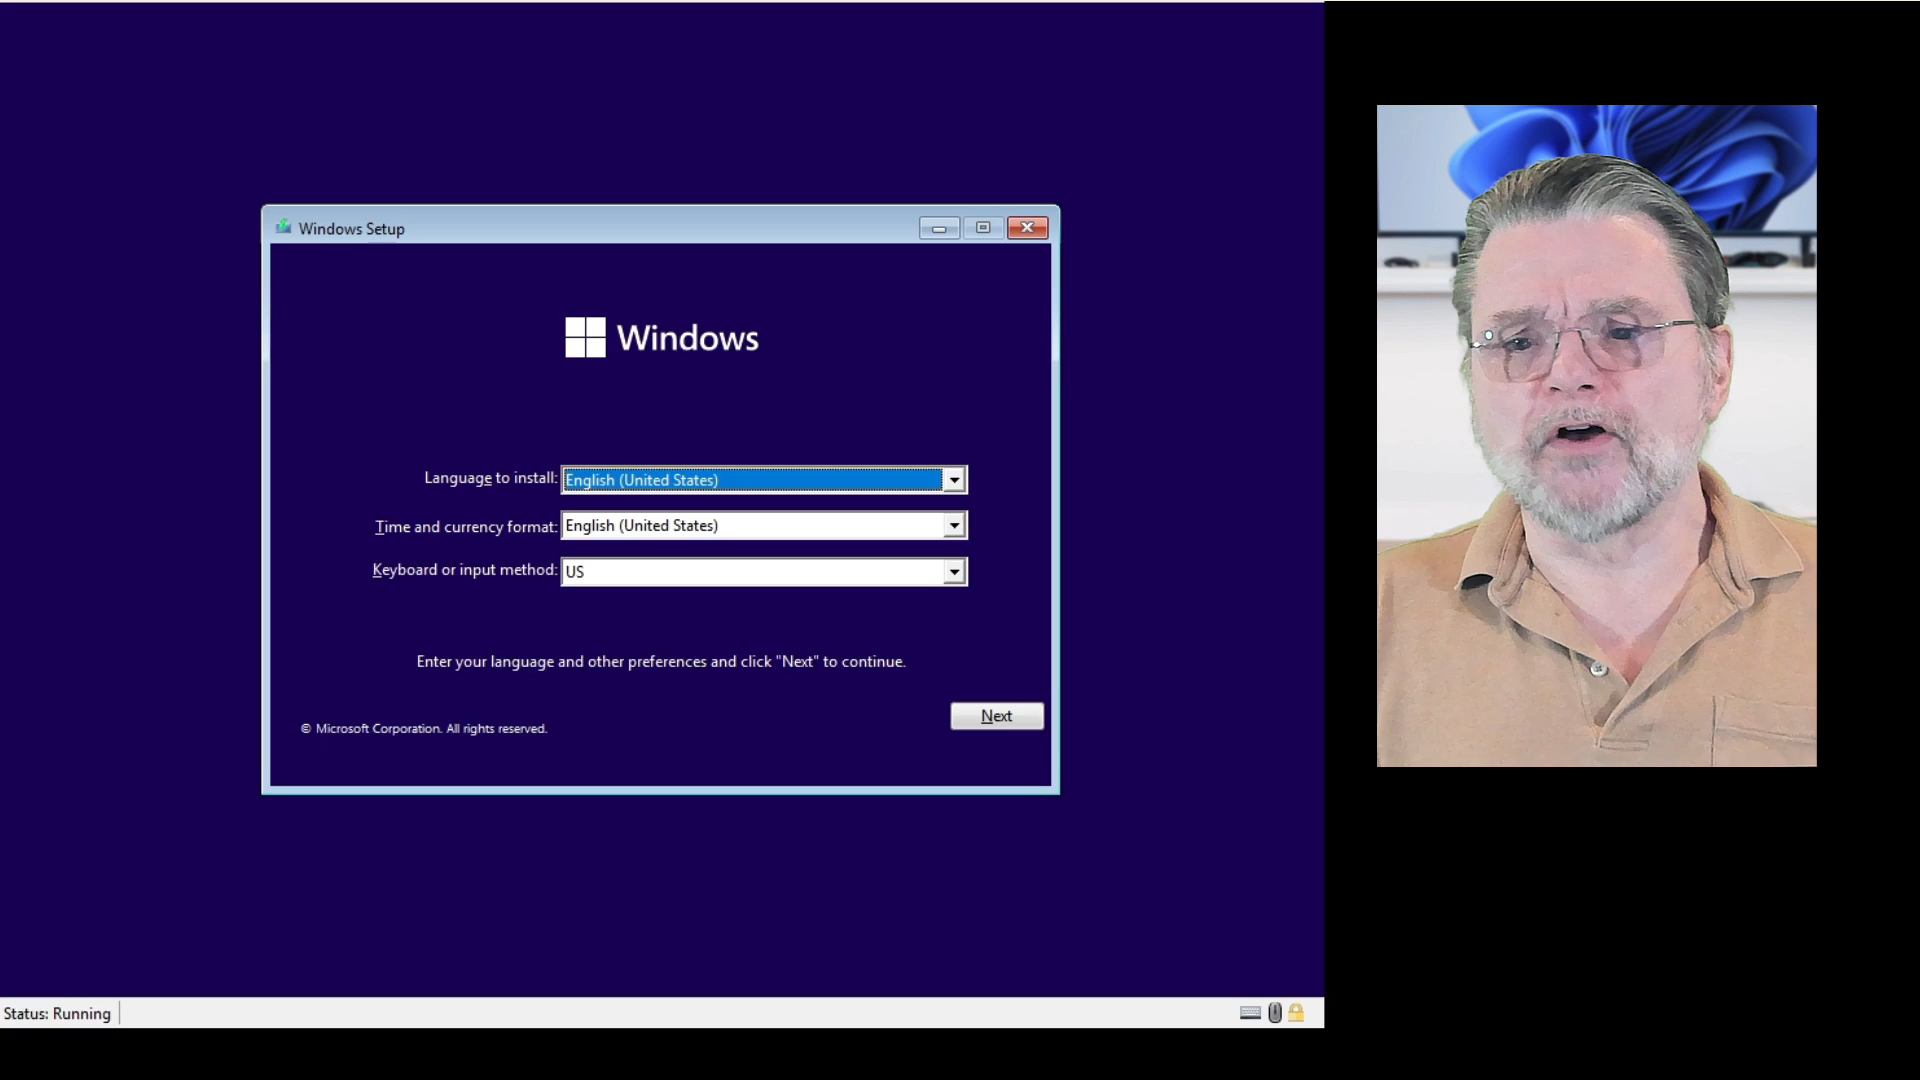 Windows Setup
Windows
Language to install: English (United States)
Time and currency format: English (United States)
Keyboard or input method: US
Enter your language and other preferences and click "Next" to continue.
Next
© Microsoft Corporation. All rights reserved.
Status: Running